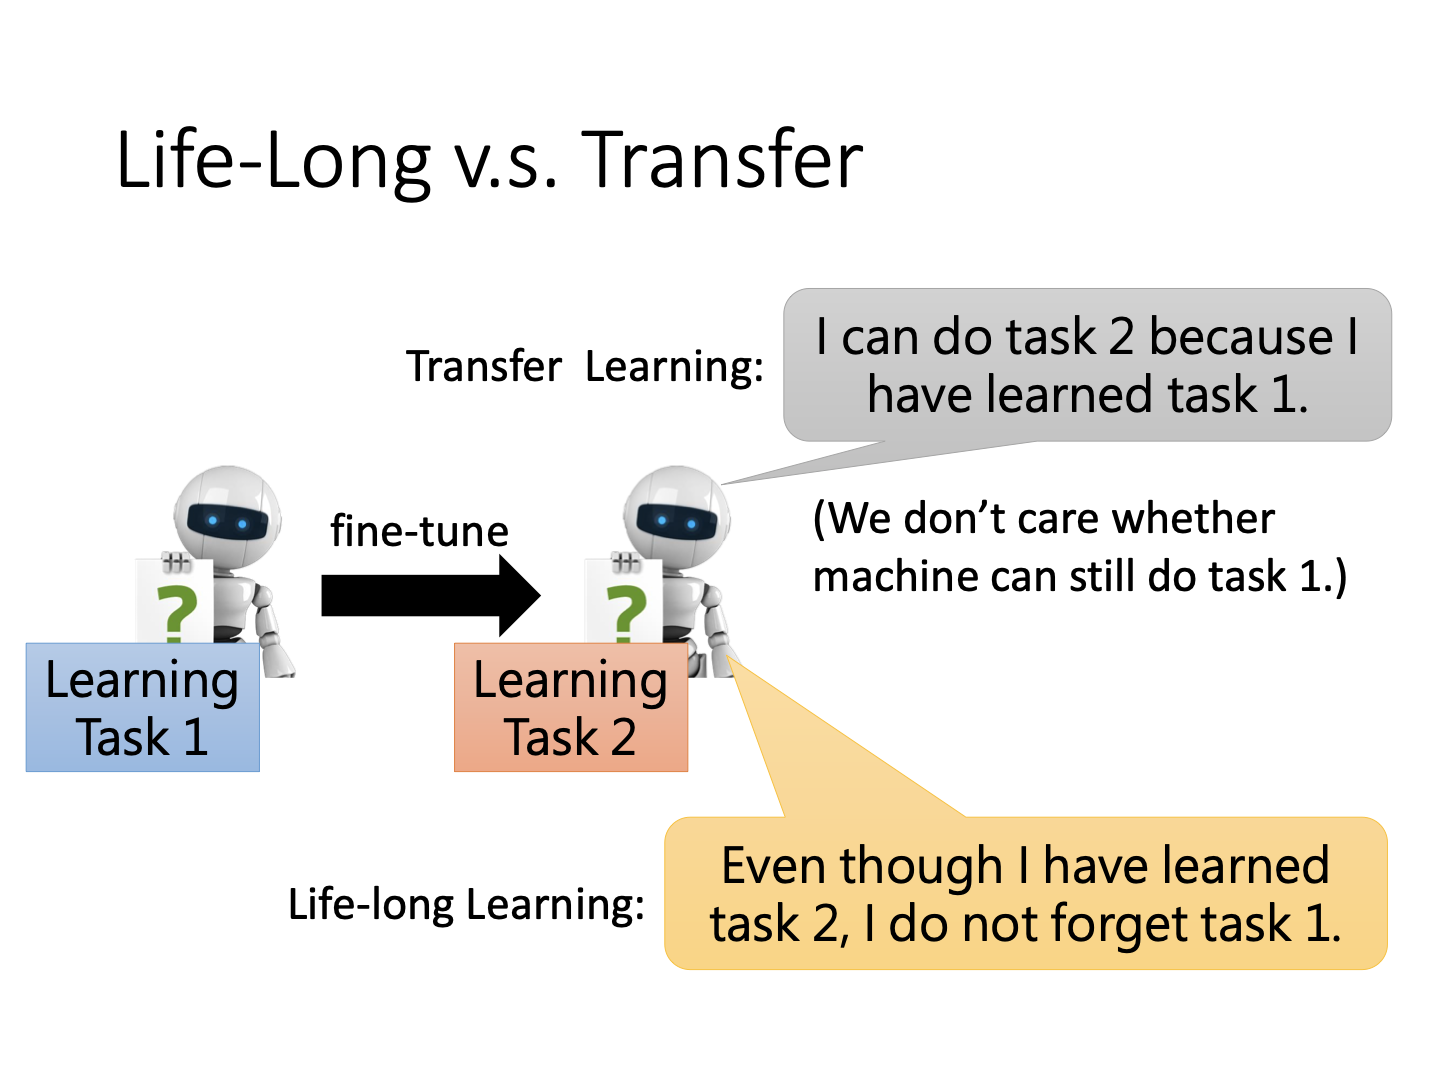 Life-Long v.s. Transfer
Transfer Learning:
I can do task 2 because I
have learned task 1.
fine-tune
(We don’t care whether
machine can still do task 1.)
?
?
Learning
Task 1
Learning
Task 2
Life-long Learning:
Even though I have learned
task 2, I do not forget task 1.